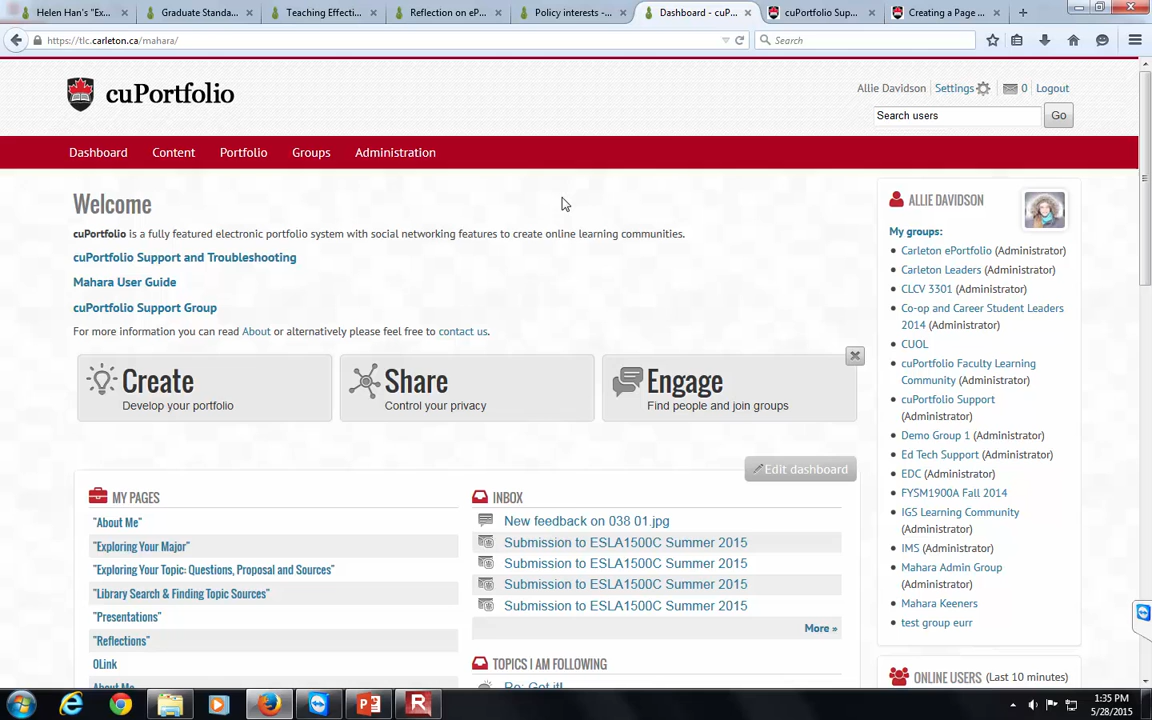 Helen Han's "Ex...
Graduate Standa...
Teaching Effecti...
Reflection on eP...
Policy interests -...
Dashboard - cuP...
cuPortfolio Sup...
Creating a Page ...
https://tlc.carleton.ca/mahara/
Search
cuPortfolio
Allie Davidson Settings 0 Logout
Search users Go
Dashboard Content Portfolio Groups Administration
Welcome
cuPortfolio is a fully featured electronic portfolio system with social networking features to create online learning communities.
cuPortfolio Support and Troubleshooting
Mahara User Guide
cuPortfolio Support Group
For more information you can read About or alternatively please feel free to contact us.
Create
Develop your portfolio
Share
Control your privacy
Engage
Find people and join groups
Edit dashboard
MY PAGES
"About Me"
"Exploring Your Major"
"Exploring Your Topic: Questions, Proposal and Sources"
"Library Search & Finding Topic Sources"
"Presentations"
"Reflections"
0Link
About Me
INBOX
New feedback on 038 01.jpg
Submission to ESLA1500C Summer 2015
Submission to ESLA1500C Summer 2015
Submission to ESLA1500C Summer 2015
Submission to ESLA1500C Summer 2015
More »
TOPICS I AM FOLLOWING
Re: Got it!
ALLIE DAVIDSON
My groups:
Carleton ePortfolio (Administrator)
Carleton Leaders (Administrator)
CLCV 3301 (Administrator)
Co-op and Career Student Leaders
2014 (Administrator)
CUOL
cuPortfolio Faculty Learning
Community (Administrator)
cuPortfolio Support
(Administrator)
Demo Group 1 (Administrator)
Ed Tech Support (Administrator)
EDC (Administrator)
FYSM1900A Fall 2014
IGS Learning Community
(Administrator)
IMS (Administrator)
Mahara Admin Group
(Administrator)
Mahara Keeners
test group eurr
ONLINE USERS (Last 10 minutes)
1:35 PM
5/28/2015